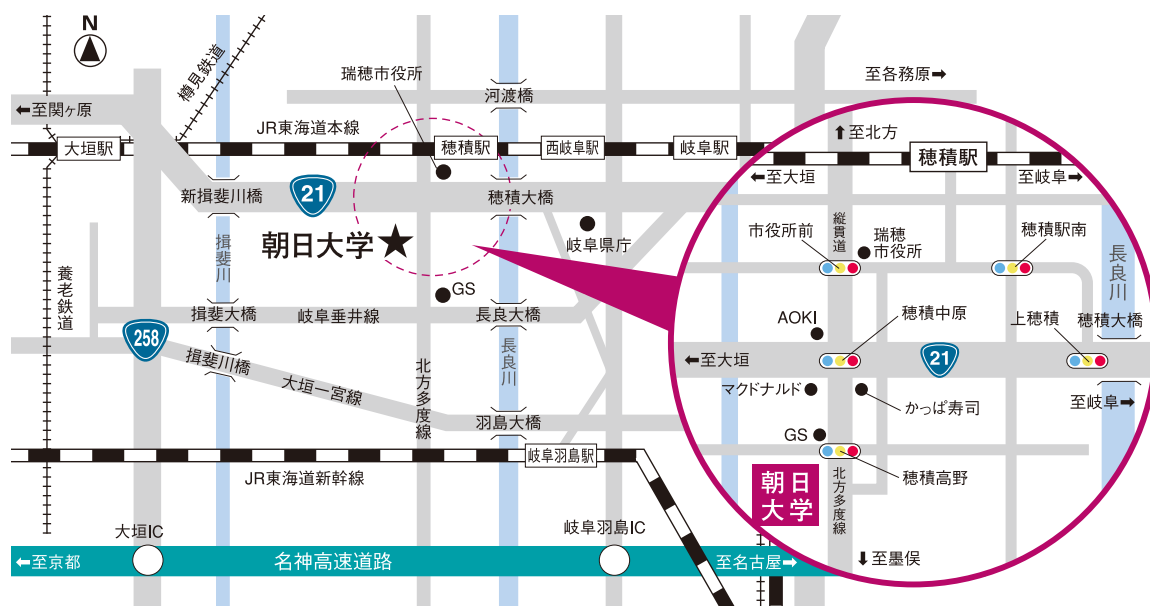 N
樽見鉄道
瑞穂市役所
至各務原→
←至関ヶ原
河渡橋
JR東海道本線
↑至北方
大垣駅
穂積駅
西岐阜駅
岐阜駅
穂積駅
←至大垣
至岐阜→
新揖斐川橋
21
穂積大橋
縦貫道
市役所前
瑞穂
市役所
穂積駅南
朝日大学★
岐阜県庁
揖斐川
長良川
養老鉄道
GS
揖斐大橋
岐阜垂井線
長良大橋
AOKI
穂積中原
上穂積
穂積大橋
258
揖斐川橋
長良川
←至大垣
21
大垣一宮線
北方多度線
マクドナルド
かっぱ寿司
至岐阜→
羽島大橋
GS
岐阜羽島駅
JR東海道新幹線
朝日
大学
北方多度線
穂積高野
大垣IC
岐阜羽島IC
←至京都
名神高速道路
至名古屋→
↓至墨俣